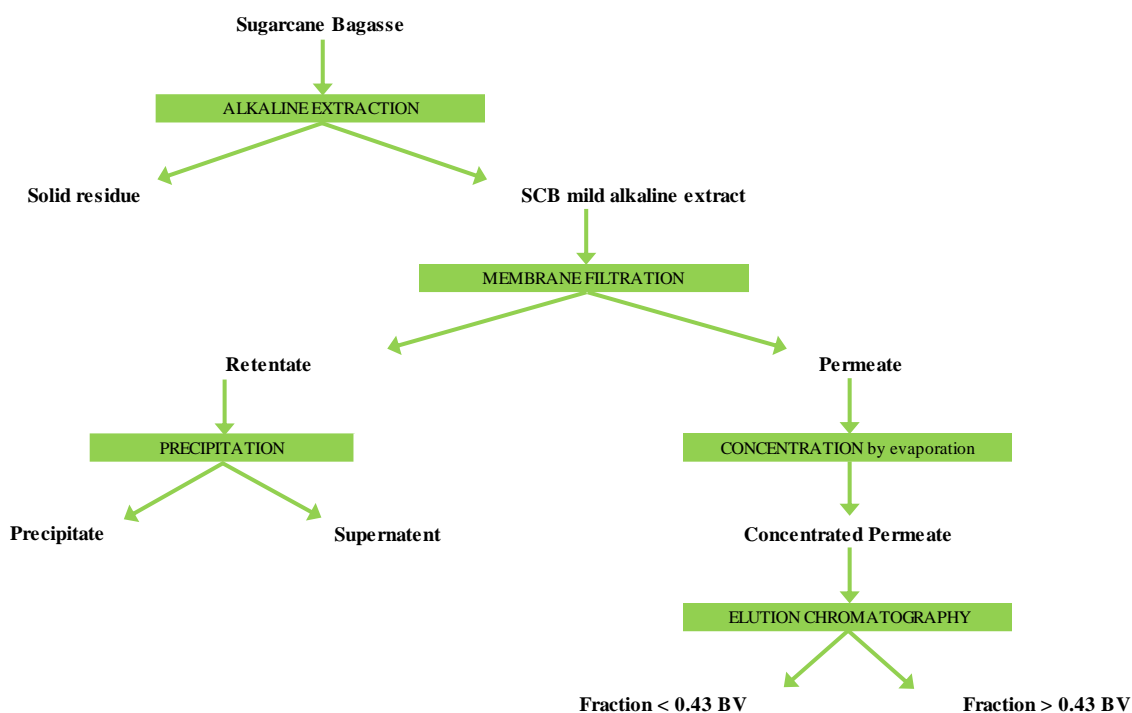 Sugarcane Bagasse
ALKALINE EXTRACTION
Solid residue
SCB mild alkaline extract
MEMBRANE FILTRATION
Retentate
Permeate
PRECIPITATION
CONCENTRATION by evaporation
Precipitate
Supernatent
Concentrated Permeate
ELUTION CHROMATOGRAPHY
Fraction < 0.43 BV
Fraction > 0.43 BV